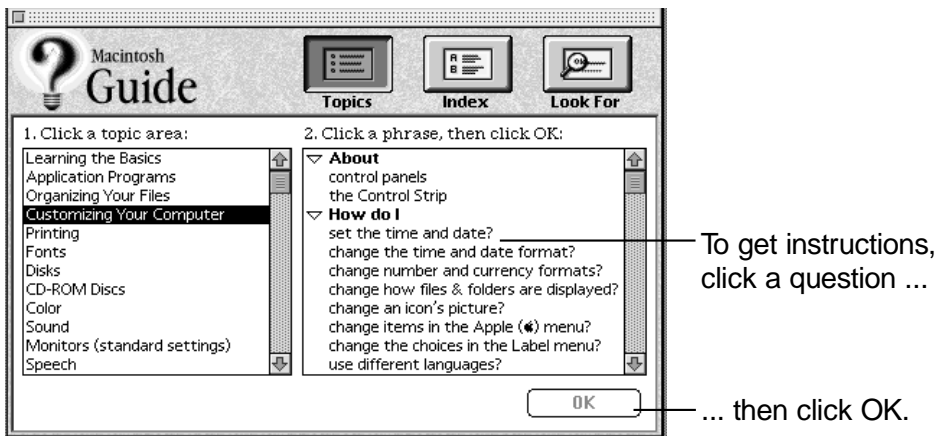 Macintosh
Guide
Topics
Index
Look For
1. Click a topic area:
Learning the Basics
Application Programs
Organizing Your Files
Customizing Your Computer
Printing
Fonts
Disks
CD-ROM Discs
Color
Sound
Monitors (standard settings)
Speech
2. Click a phrase, then click OK:
About
control panels
the Control Strip
How do I
set the time and date?
change the time and date format?
change number and currency formats?
change how files & folders are displayed?
change an icon's picture?
change items in the Apple () menu?
change the choices in the Label menu?
use different languages?
OK
To get instructions,
click a question ...
... then click OK.